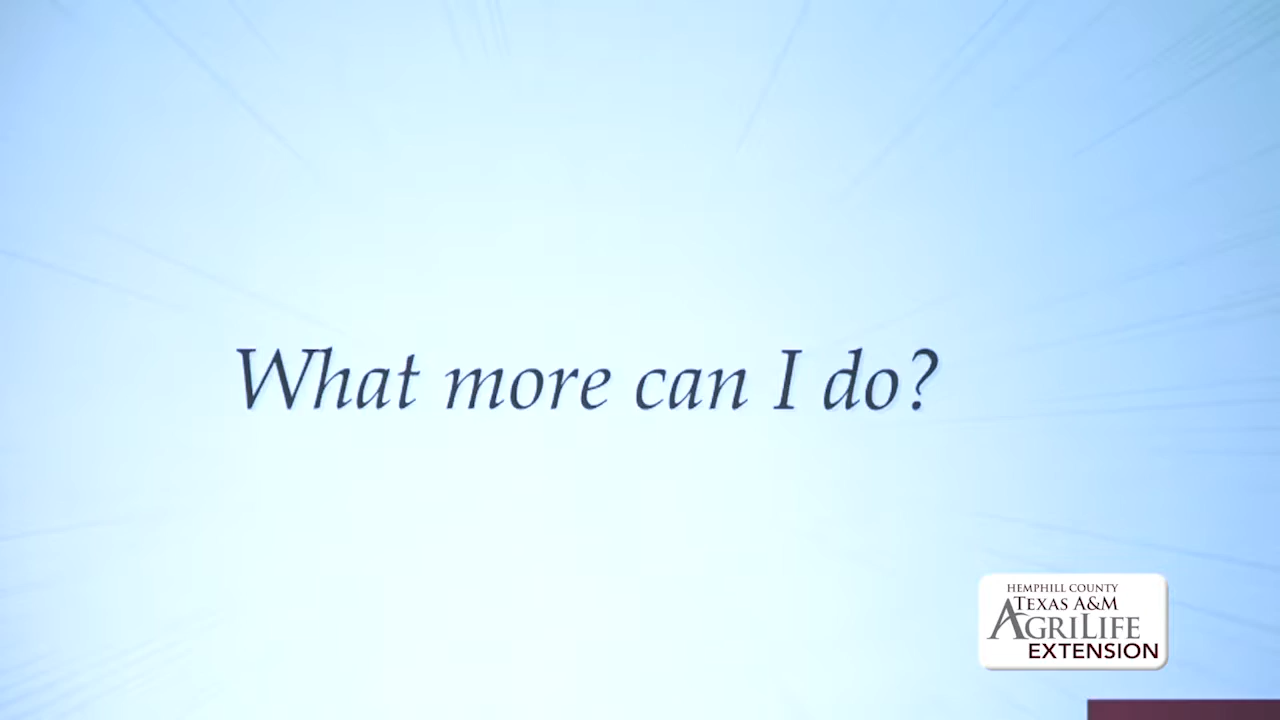 What more can I do?
HEMPHILL COUNTY
TEXAS A&M
AGRILIFE
EXTENSION